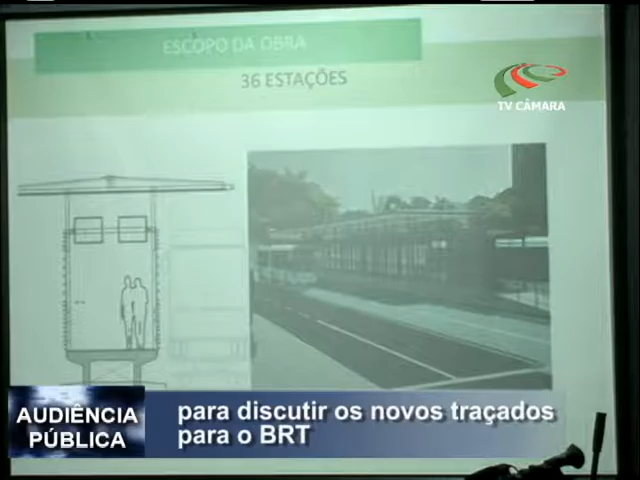 ESCOPO DA OBRA
36 ESTAÇÕES
TV CÂMARA
AUDIÊNCIA
PÚBLICA
para discutir os novos traçados
para o BRT